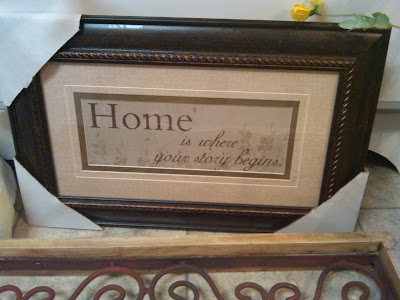 Home
is where
your story begins.